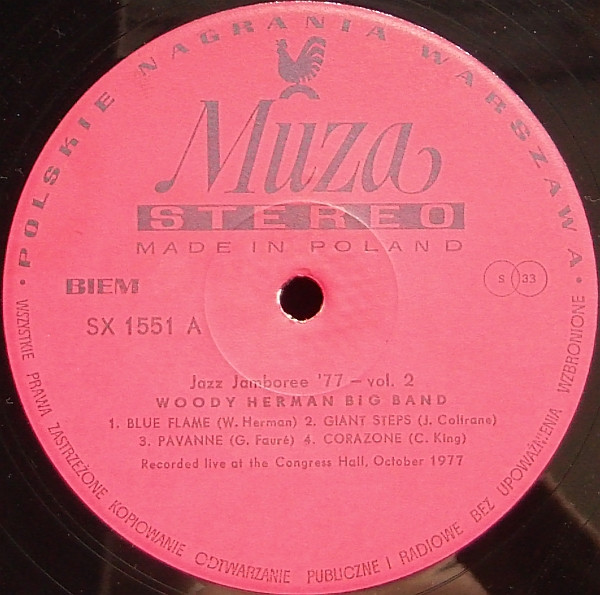 · POLSKIE NAGRANIA WARSZAWA ·
Muza
STEREO
MADE IN POLAND
BIEM
S 33
SX 1551 A
Jazz Jamboree '77 – vol. 2
WOODY HERMAN BiG BAND
1. BLUE FLAME (W. Herman) 2. GIANT STEPS (J. Coltrane)
3. PAVANNE (G. Fauré) 4. CORAZONE (C. King)
Recorded live at the Congress Hall, October 1977
WSZYSTKIE PRAWA ZASTRZEŻONE KOPIOWANIE ODTWARZANIE PUBLICZNE I RADIOWE BEZ UPOWAŻNIENIA WZBRONIONE